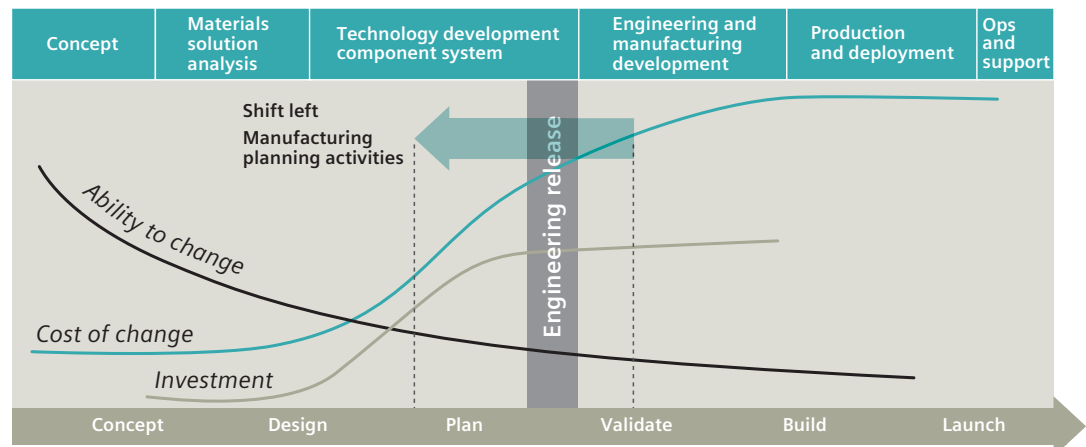 Concept
Materials
solution
analysis
Technology development
component system
Engineering and
manufacturing
development
Production
and deployment
Ops
and
support
Shift left
Manufacturing
planning activities
Engineering release
Ability to change
Cost of change
Investment
Concept
Design
Plan
Validate
Build
Launch